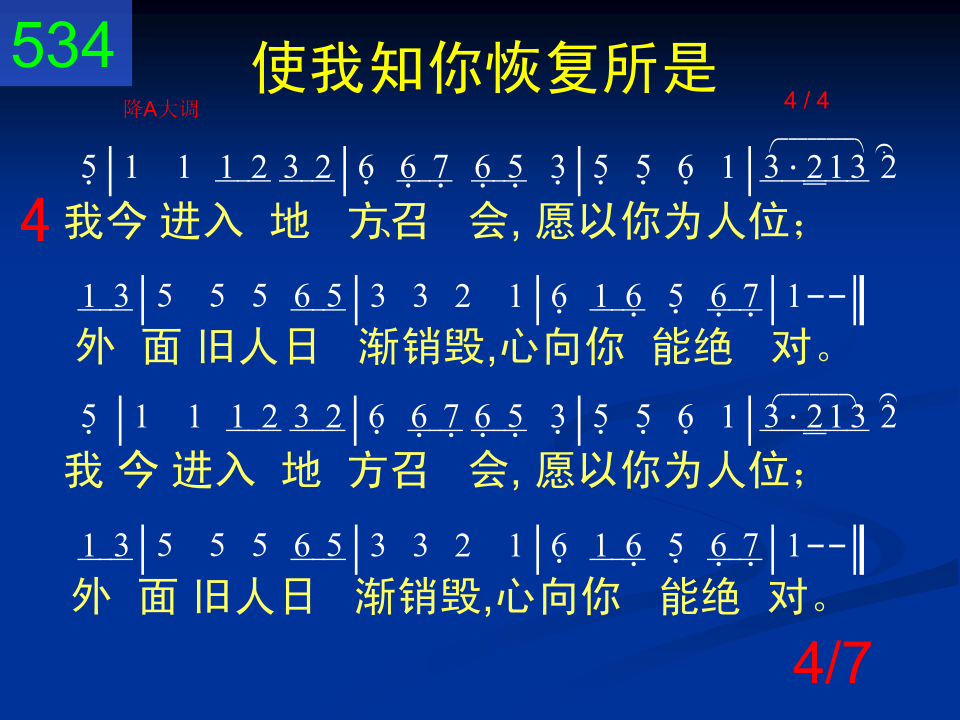 534
使我知你恢复所是
降A大调
4 / 4
5̣ | 1 1 1 2 3 2 | 6̣ 6̣ 7̣ 6̣ 5̣ 3̣ | 5̣ 5̣ 6̣ 1 | 3 · 2 1 3 2
4 我今 进入 地 方、召 会, 愿以你为人位;
1 3 | 5 5 5 6 5 | 3 3 2 1 | 6̣ 1 6̣ 5̣ 6̣ 7̣ | 1 – – ‖
外 面 旧人日 渐销毁,心向你 能绝 对。
5̣ | 1 1 1 2 3 2 | 6̣ 6̣ 7̣ 6̣ 5̣ 3̣ | 5̣ 5̣ 6̣ 1 | 3 · 2 1 3 2
我 今 进入 地 方召 会, 愿以你为人位;
1 3 | 5 5 5 6 5 | 3 3 2 1 | 6̣ 1 6̣ 5̣ 6̣ 7̣ | 1 – – ‖
外 面 旧人日 渐销毁,心向你 能绝 对。
4/7